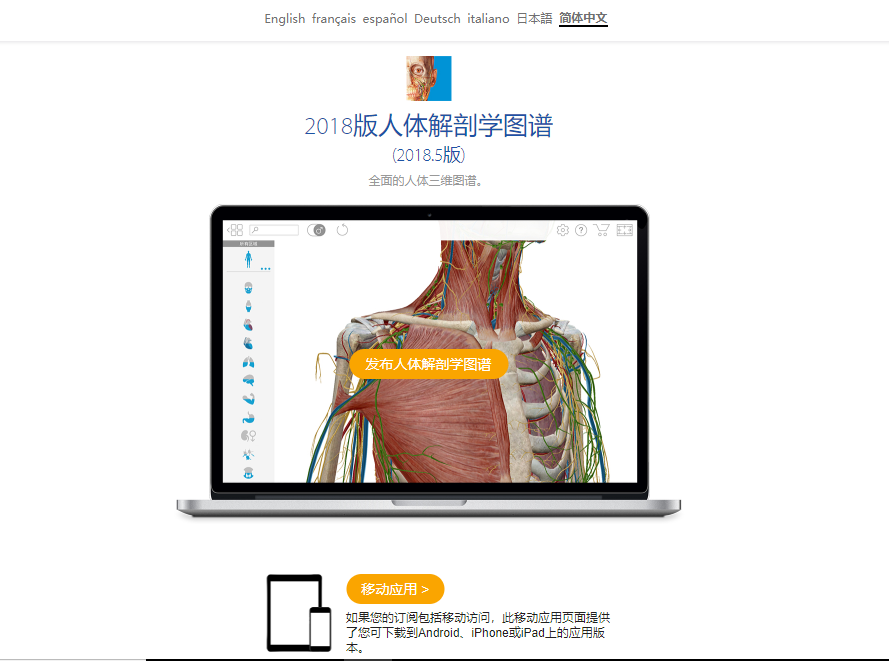 English français español Deutsch italiano 日本語 简体中文
2018版人体解剖学图谱
(2018.5版)
全面的人体三维图谱。
所有区域
发布人体解剖学图谱
移动应用 >
如果您的订阅包括移动访问，此移动应用页面提供
了您可下载到Android、iPhone或iPad上的应用版
本。